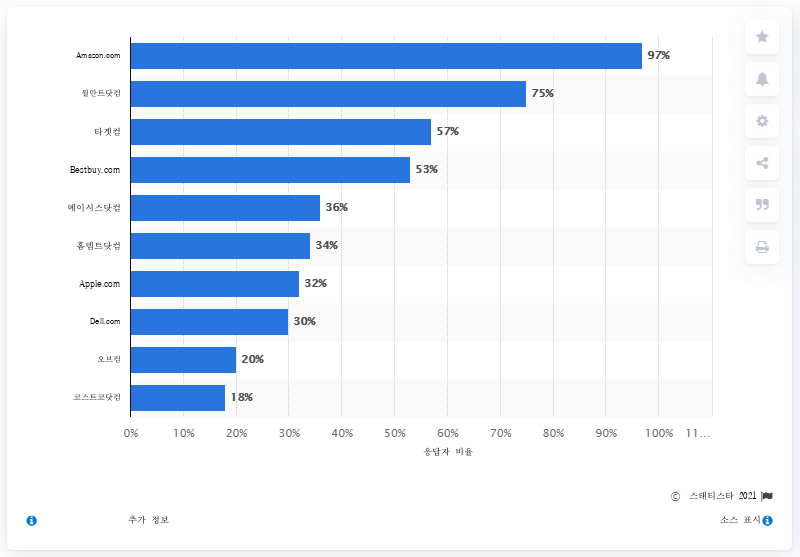 Amazon.com 97%
월마트닷컴 75%
타겟컴 57%
Bestbuy.com 53%
메이시스닷컴 36%
홈뎁트닷컴 34%
Apple.com 32%
Dell.com 30%
오브컴 20%
코스트코닷컴 18%
0% 10% 20% 30% 40% 50% 60% 70% 80% 90% 100% 11...
응답자 비율
© 스태티스타 2021
추가 정보 소스 표시